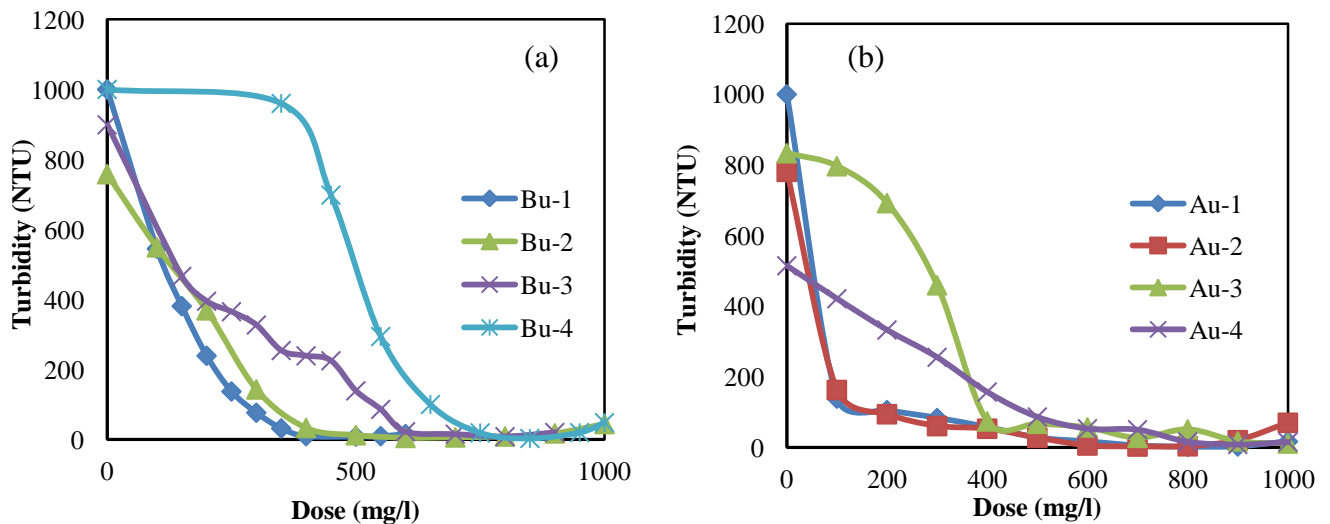 (a)
Turbidity (NTU)
1200
1000
800
600
400
200
0
Bu-1
Bu-2
Bu-3
Bu-4
0 500 1000
Dose (mg/l)
(b)
Turbidity (NTU)
1200
1000
800
600
400
200
0
Au-1
Au-2
Au-3
Au-4
0 200 400 600 800 1000
Dose (mg/l)